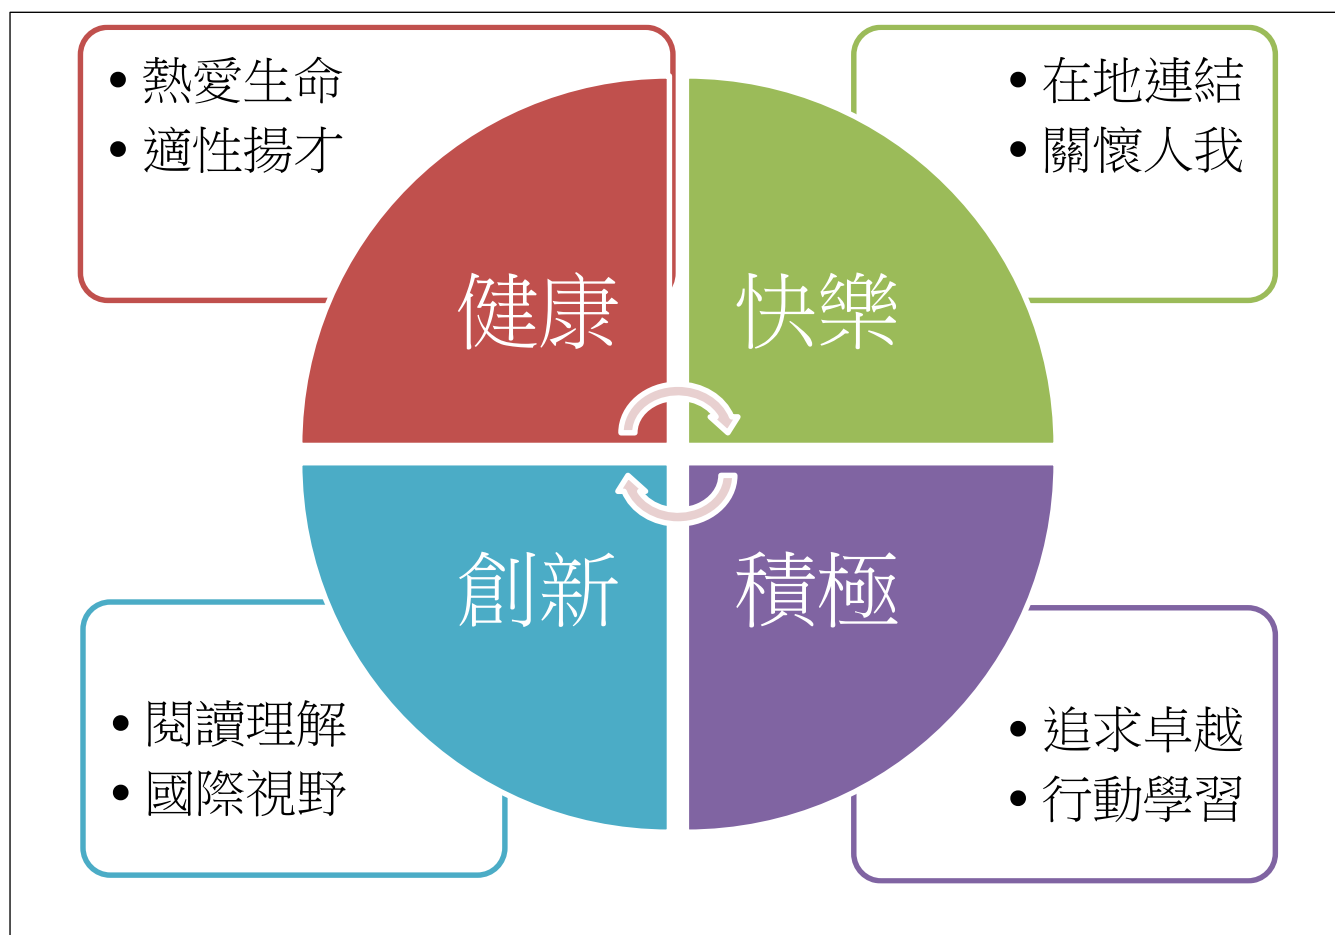 熱愛生命
適性揚才
在地連結
關懷人我
健康
快樂
創新
積極
閱讀理解
國際視野
追求卓越
行動學習